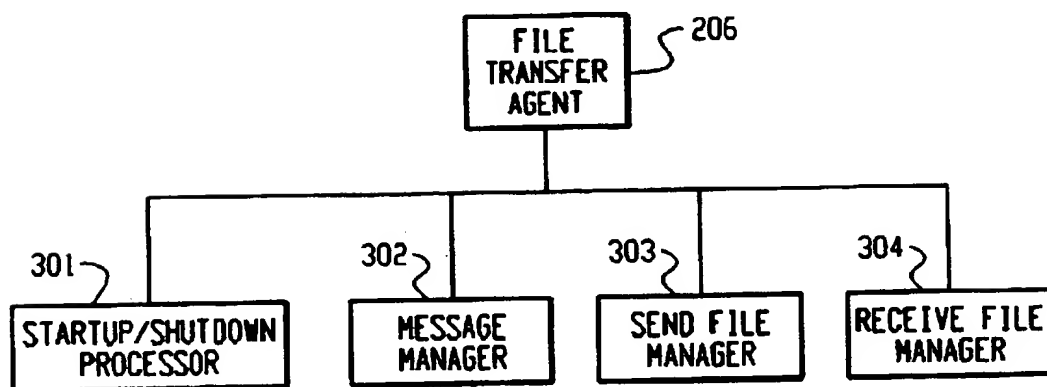 FILE
TRANSFER
AGENT
206
301
STARTUP/SHUTDOWN
PROCESSOR
302
MESSAGE
MANAGER
303
SEND FILE
MANAGER
304
RECEIVE FILE
MANAGER